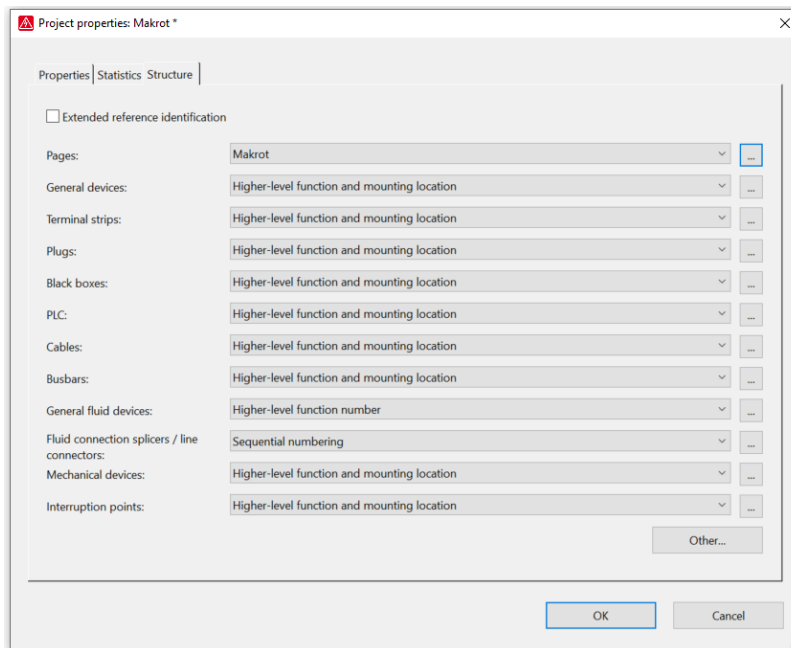 Project properties: Makrot *
Properties Statistics Structure
Extended reference identification
Pages: Makrot ...
General devices: Higher-level function and mounting location ...
Terminal strips: Higher-level function and mounting location ...
Plugs: Higher-level function and mounting location ...
Black boxes: Higher-level function and mounting location ...
PLC: Higher-level function and mounting location ...
Cables: Higher-level function and mounting location ...
Busbars: Higher-level function and mounting location ...
General fluid devices: Higher-level function number ...
Fluid connection splicers / line
connectors: Sequential numbering ...
Mechanical devices: Higher-level function and mounting location ...
Interruption points: Higher-level function and mounting location ...
Other...
OK Cancel